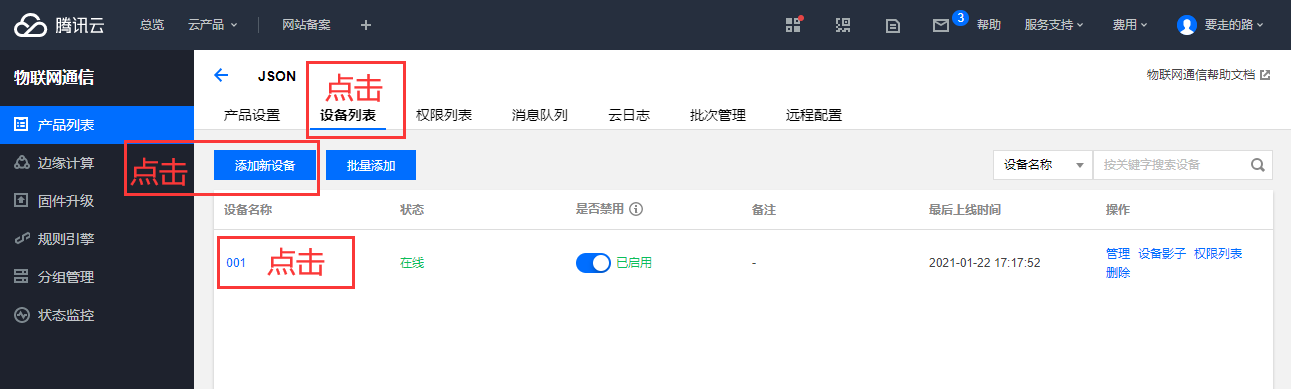 腾讯云 总览 云产品 网站备案 + 3 帮助 服务支持 费用 要走的路
物联网通信
产品列表
边缘计算
固件升级
规则引擎
分组管理
状态监控
JSON 物联网通信帮助文档
点击
产品设置 设备列表 权限列表 消息队列 云日志 批次管理 远程配置
点击 添加新设备 批量添加 设备名称 按关键字搜索设备
设备名称 状态 是否禁用 备注 最后上线时间 操作
001 点击 在线 已启用 - 2021-01-22 17:17:52 管理 设备影子 权限列表
删除